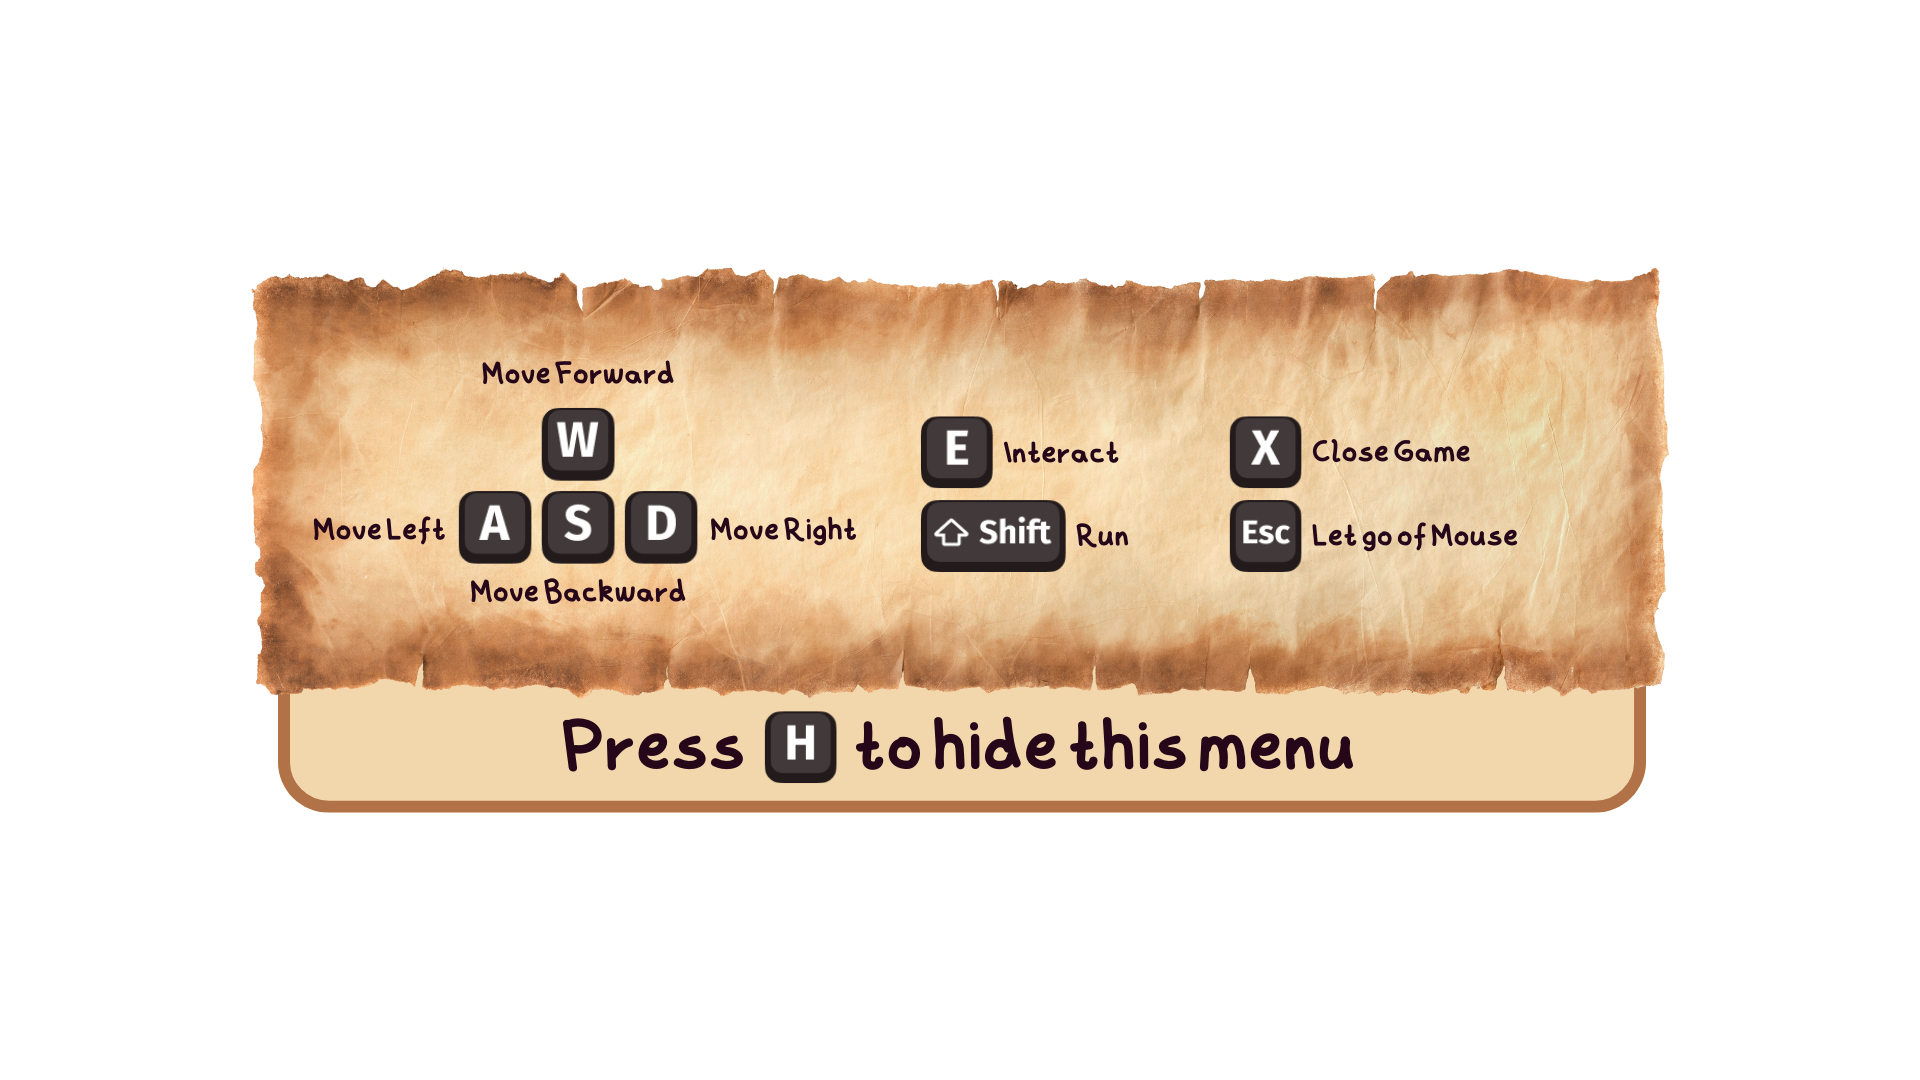 Move Forward
W
Move Left A S D Move Right
Move Backward
E Interact
Shift Run
X Close Game
Esc Let go of Mouse
Press H to hide this menu